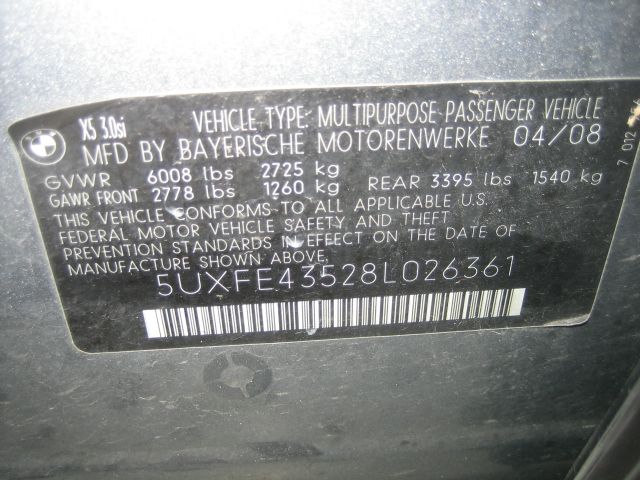 X5 3.0si VEHICLE TYPE: MULTIPURPOSE PASSENGER VEHICLE
MFD BY BAYERISCHE MOTORENWERKE 04/08
GVWR 6008 lbs 2725 kg
GAWR FRONT 2778 lbs 1260 kg REAR 3395 lbs 1540 kg
THIS VEHICLE CONFORMS TO ALL APPLICABLE U.S.
FEDERAL MOTOR VEHICLE SAFETY AND THEFT
PREVENTION STANDARDS IN EFFECT ON THE DATE OF
MANUFACTURE SHOWN ABOVE.
5UXFE43528L026361
7 012